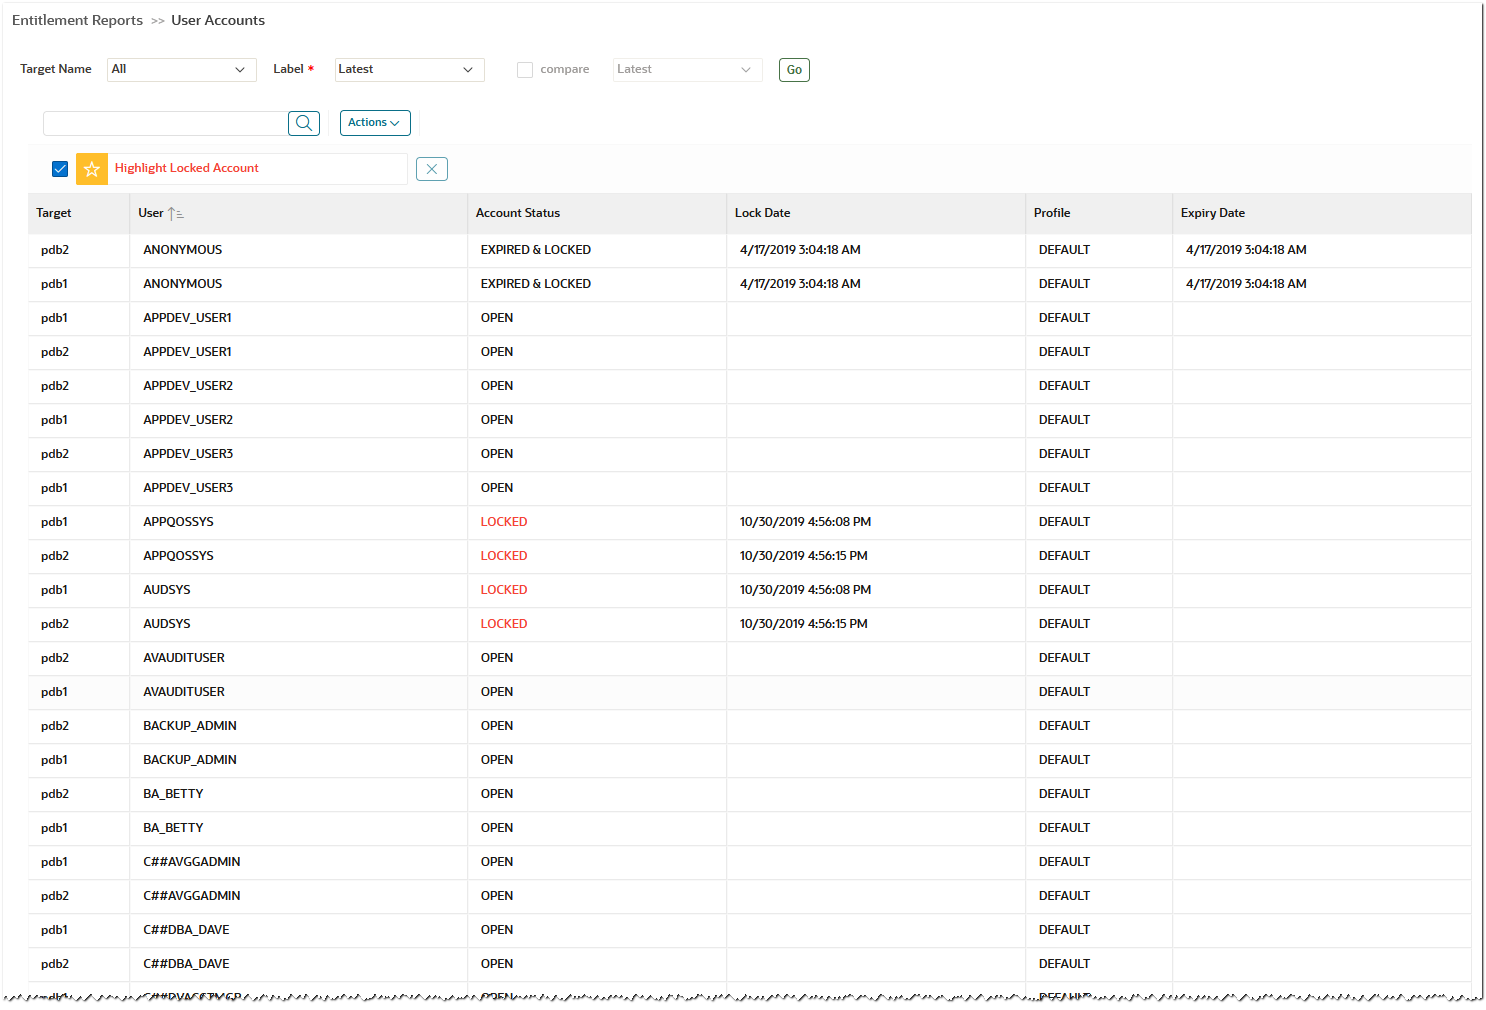 Entitlement Reports >> User Accounts
Target Name All Label * Latest compare Latest Go
Actions
Highlight Locked Account
Target User Account Status Lock Date Profile Expiry Date
pdb2 ANONYMOUS EXPIRED & LOCKED 4/17/2019 3:04:18 AM DEFAULT 4/17/2019 3:04:18 AM
pdb1 ANONYMOUS EXPIRED & LOCKED 4/17/2019 3:04:18 AM DEFAULT 4/17/2019 3:04:18 AM
pdb1 APPDEV_USER1 OPEN DEFAULT
pdb2 APPDEV_USER1 OPEN DEFAULT
pdb2 APPDEV_USER2 OPEN DEFAULT
pdb1 APPDEV_USER2 OPEN DEFAULT
pdb2 APPDEV_USER3 OPEN DEFAULT
pdb1 APPDEV_USER3 OPEN DEFAULT
pdb1 APPQOSSYS LOCKED 10/30/2019 4:56:08 PM DEFAULT
pdb2 APPQOSSYS LOCKED 10/30/2019 4:56:15 PM DEFAULT
pdb1 AUDSYS LOCKED 10/30/2019 4:56:08 PM DEFAULT
pdb2 AUDSYS LOCKED 10/30/2019 4:56:15 PM DEFAULT
pdb2 AVAUDITUSER OPEN DEFAULT
pdb1 AVAUDITUSER OPEN DEFAULT
pdb2 BACKUP_ADMIN OPEN DEFAULT
pdb1 BACKUP_ADMIN OPEN DEFAULT
pdb2 BA_BETTY OPEN DEFAULT
pdb1 BA_BETTY OPEN DEFAULT
pdb1 C##AVGGADMIN OPEN DEFAULT
pdb2 C##AVGGADMIN OPEN DEFAULT
pdb1 C##DBA_DAVE OPEN DEFAULT
pdb2 C##DBA_DAVE OPEN DEFAULT